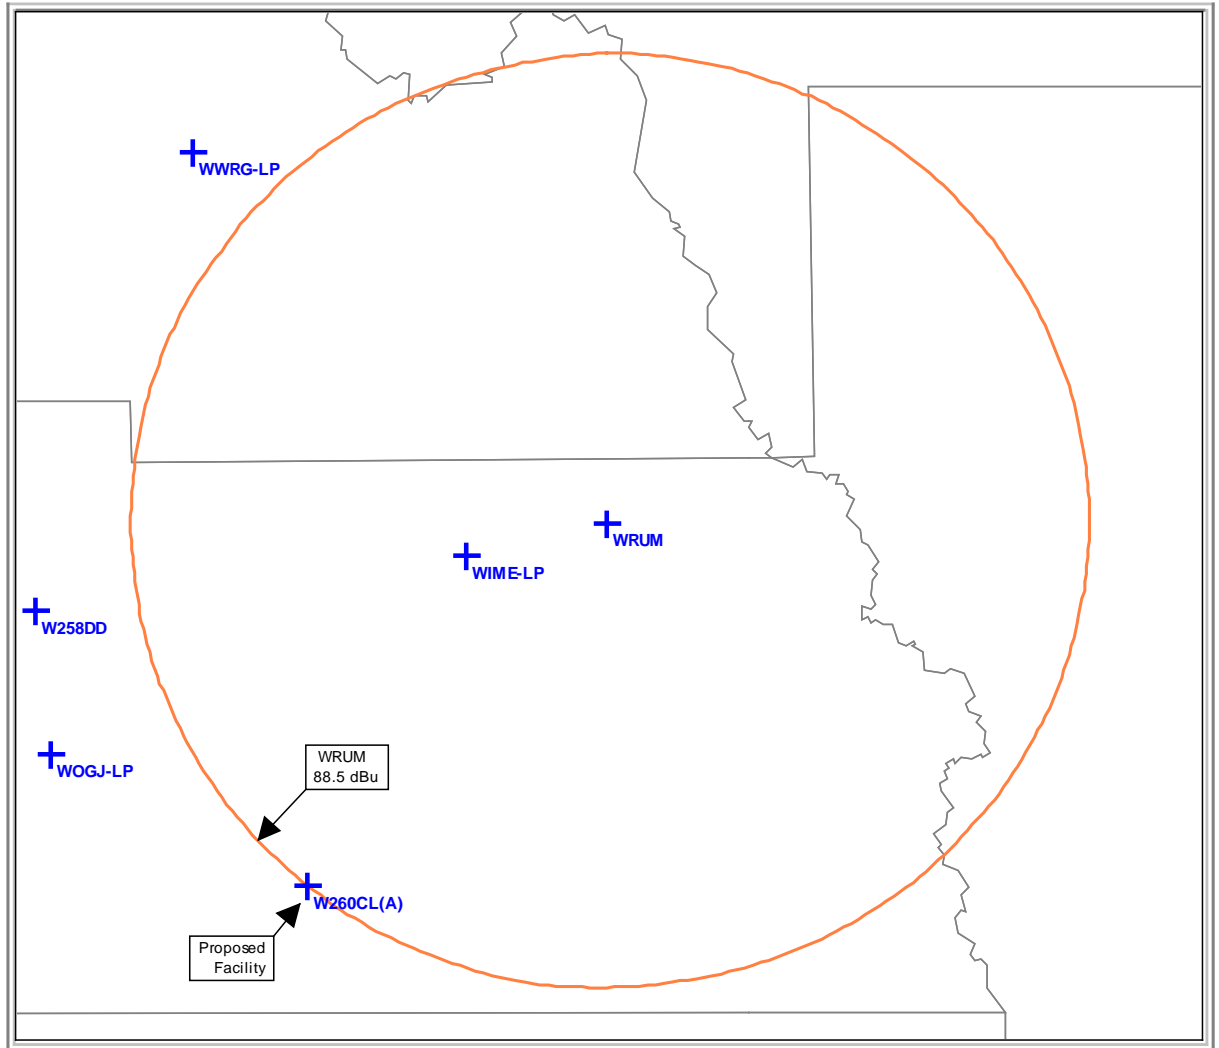 WWRG-LP
WRUM
WIME-LP
W258DD
WOGJ-LP
WRUM
88.5 dBu
W260CL(A)
Proposed
Facility